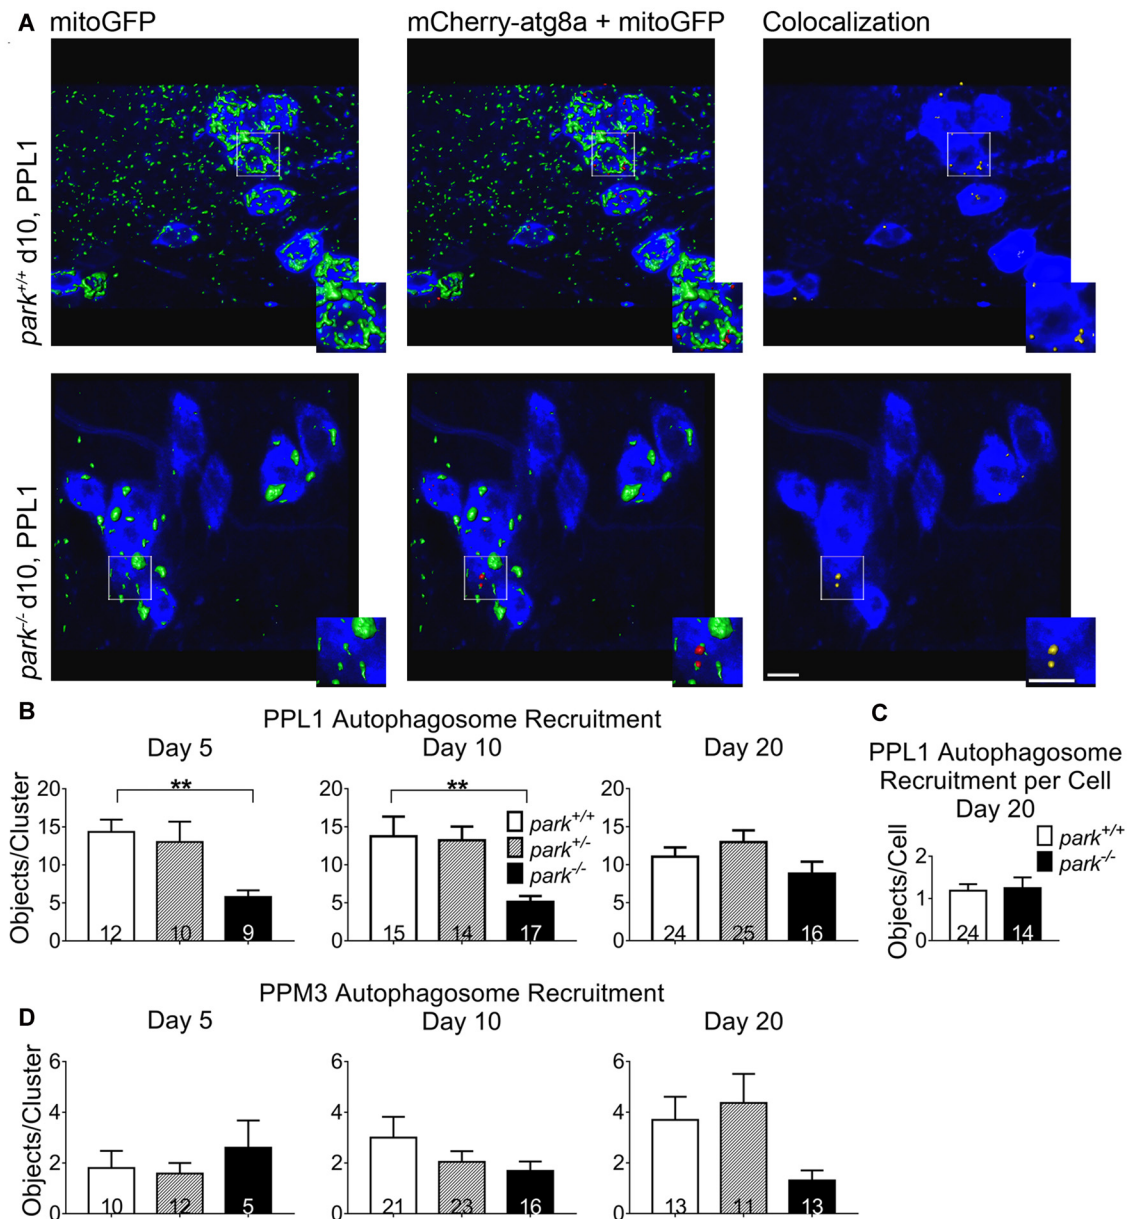 A mitoGFP mCherry-atg8a + mitoGFP Colocalization
park+/+ d10, PPL1
park-/- d10, PPL1
B PPL1 Autophagosome Recruitment
Day 5 Day 10 Day 20
Objects/Cluster
20
15
10
5
0
**
12 10 9
20
15
10
5
0
**
park+/+
park+/-
park-/-
15 14 17
20
15
10
5
0
24 25 16
C
PPL1 Autophagosome
Recruitment per Cell
Day 20
park+/+
park-/-
Objects/Cell
2
1
0
24 14
D PPM3 Autophagosome Recruitment
Day 5 Day 10 Day 20
Objects/Cluster
6
4
2
0
10 12 5
6
4
2
0
21 23 16
6
4
2
0
13 11 13